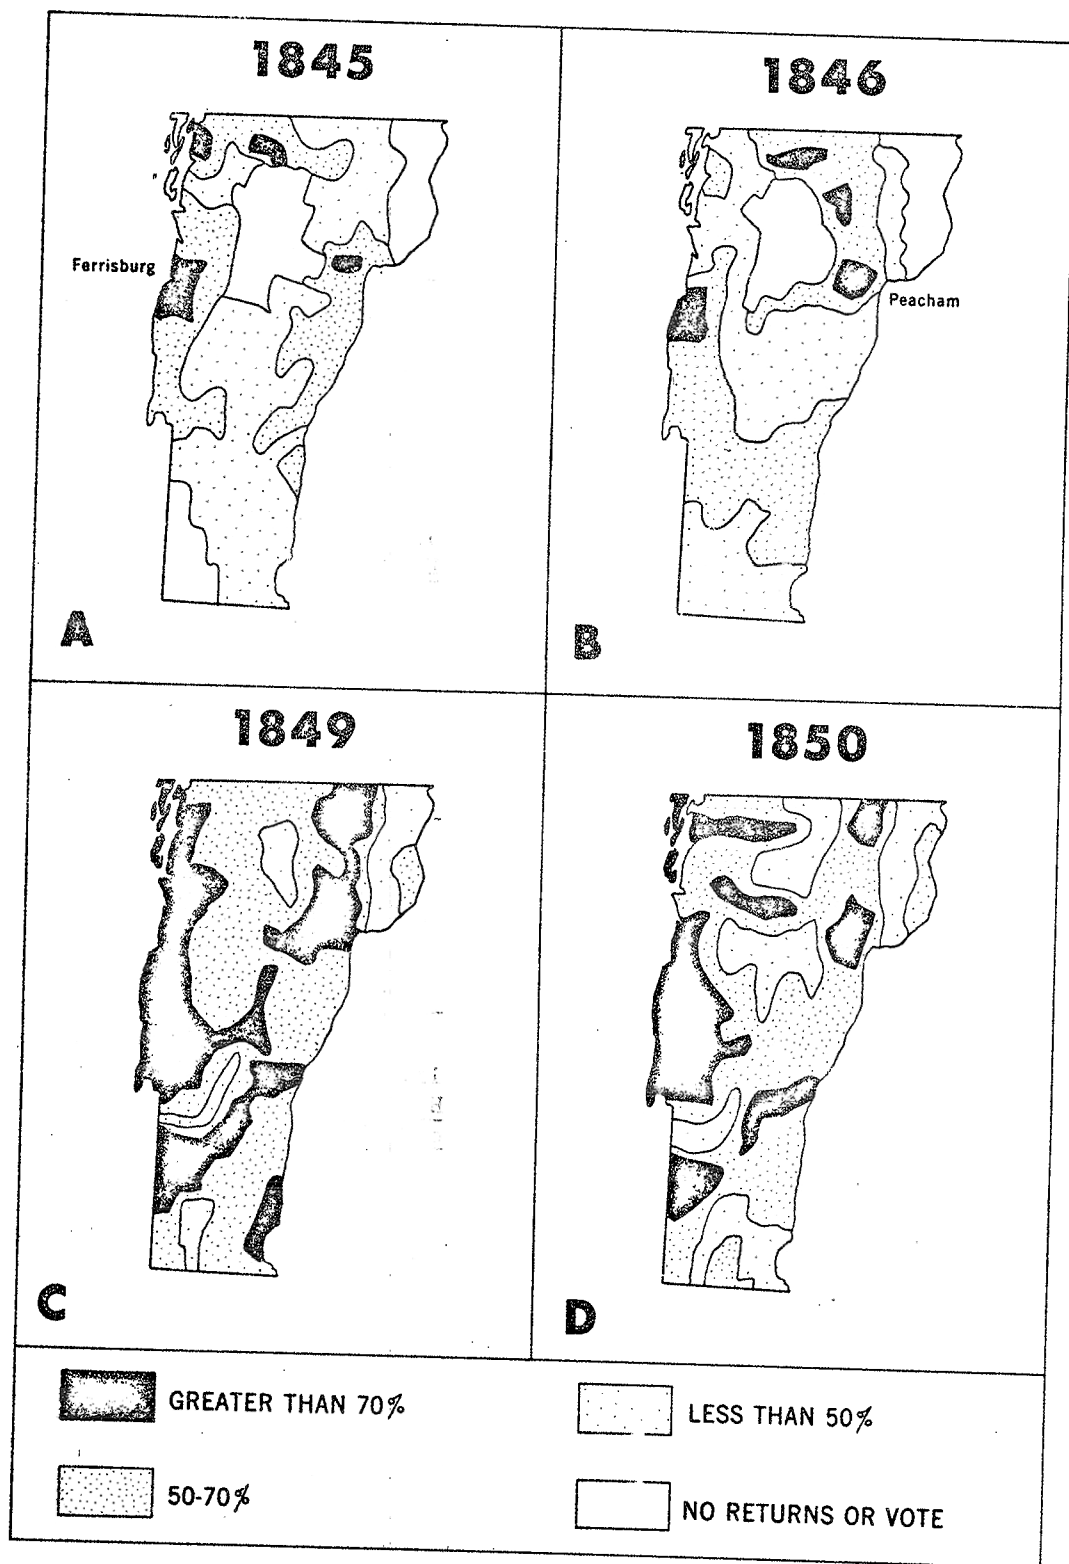 1845
1846
Ferrisburg
Peacham
A
B
1849
1850
C
D
GREATER THAN 70%
LESS THAN 50%
50-70%
NO RETURNS OR VOTE